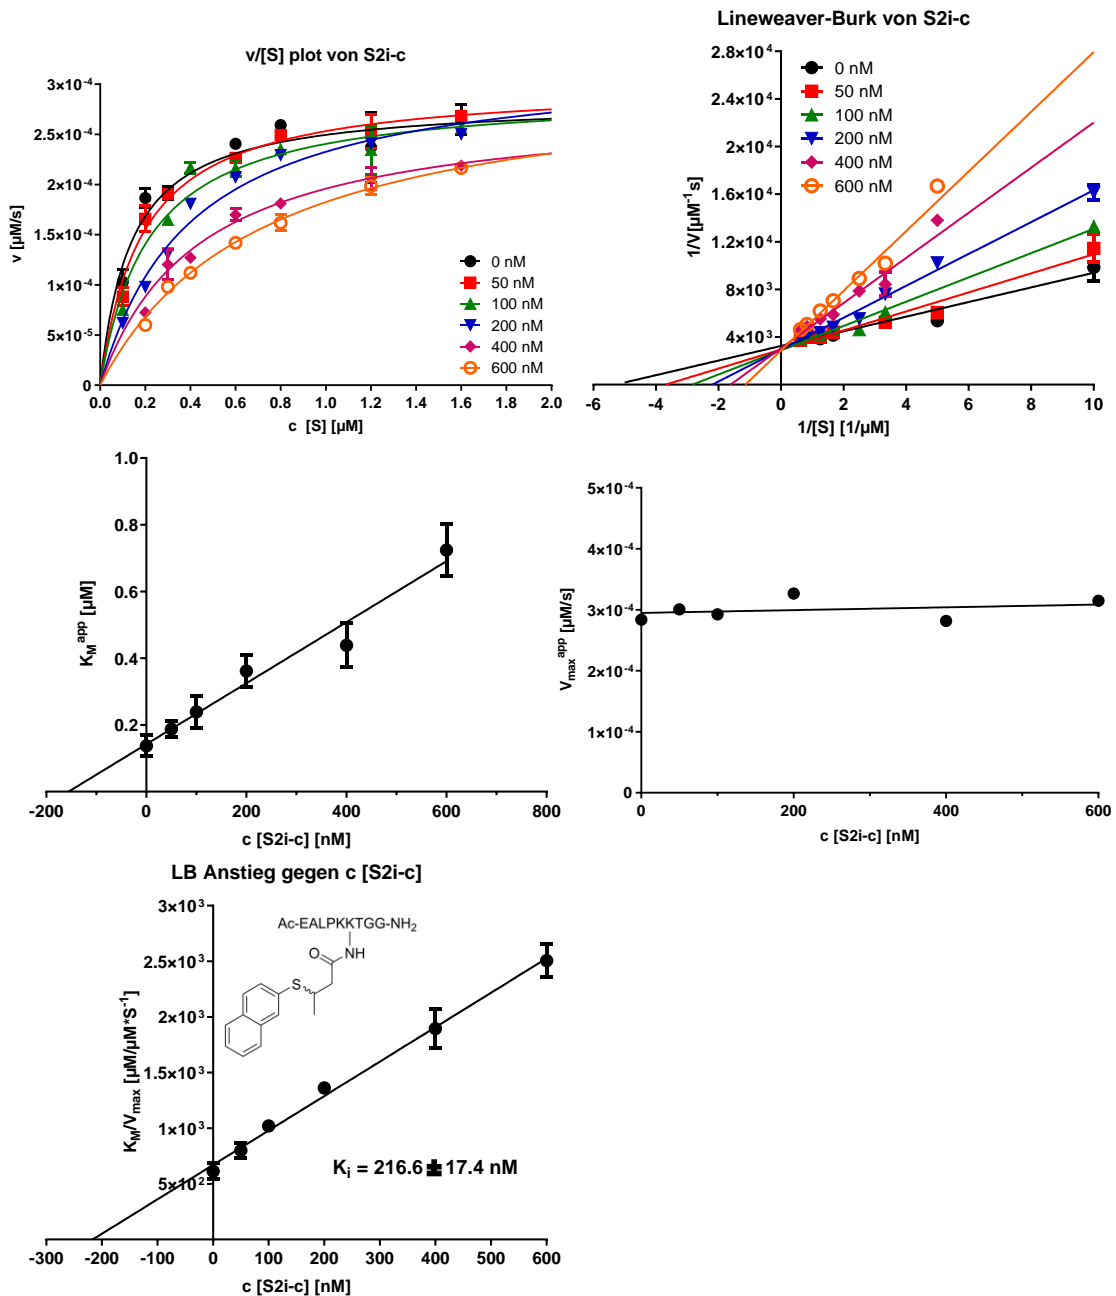 v/[S] plot von S2i-c
3×10⁻⁴
2.5×10⁻⁴
2×10⁻⁴
1.5×10⁻⁴
1×10⁻⁴
5×10⁻⁵
0
v [µM/s]
0 nM
50 nM
100 nM
200 nM
400 nM
600 nM
0.0 0.2 0.4 0.6 0.8 1.0 1.2 1.4 1.6 1.8 2.0
c [S] [µM]
Lineweaver-Burk von S2i-c
2.8×10⁴
2.4×10⁴
2×10⁴
1.6×10⁴
1.2×10⁴
8×10³
4×10³
1/V[µM⁻¹s]
0 nM
50 nM
100 nM
200 nM
400 nM
600 nM
-6 -4 -2 0 2 4 6 8 10
1/[S] [1/µM]
1.0
0.8
0.6
0.4
0.2
K_M^app [µM]
-200 0 200 400 600 800
c [S2i-c] [nM]
5×10⁻⁴
4×10⁻⁴
3×10⁻⁴
2×10⁻⁴
1×10⁻⁴
0
V_max^app [µM/s]
0 200 400 600
c [S2i-c] [nM]
LB Anstieg gegen c [S2i-c]
3×10³
2.5×10³
2×10³
1.5×10³
1×10³
5×10²
K_M/V_max [µM/µM*S⁻¹]
Ac-EALPKKTGG-NH₂
O
NH
S
K_i = 216.6 ± 17.4 nM
-300 -200 -100 0 100 200 300 400 500 600
c [S2i-c] [nM]